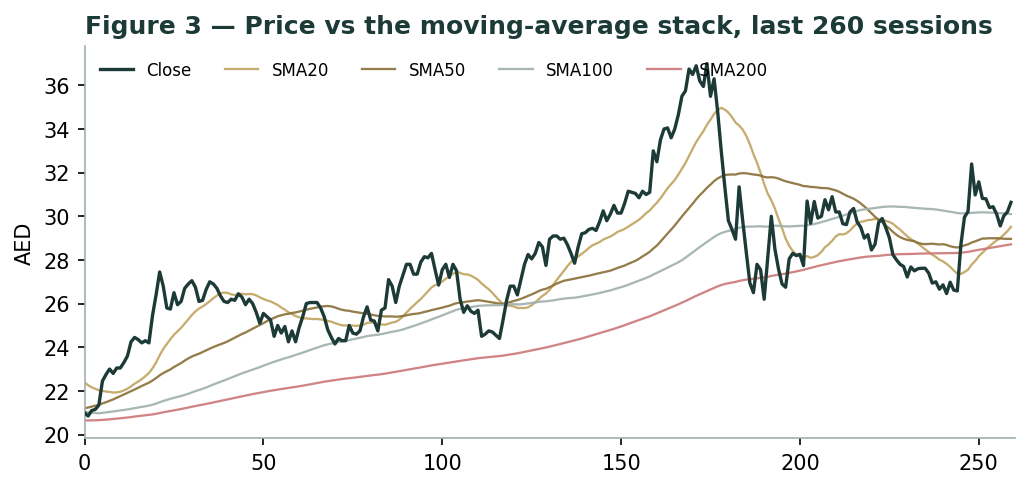 Figure 3 — Price vs the moving-average stack, last 260 sessions
Close SMA20 SMA50 SMA100 SMA200
AED
36
34
32
30
28
26
24
22
20
0 50 100 150 200 250